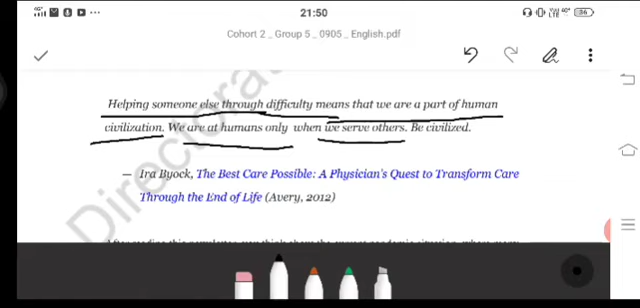 4G+
21:50
Cohort 2 _ Group 5 _ 0905 _ English.pdf
Helping someone else through difficulty means that we are a part of human
civilization. We are at humans only when we serve others. Be civilized.
— Ira Byock, The Best Care Possible: A Physician's Quest to Transform Care
Through the End of Life (Avery, 2012)
Directorat